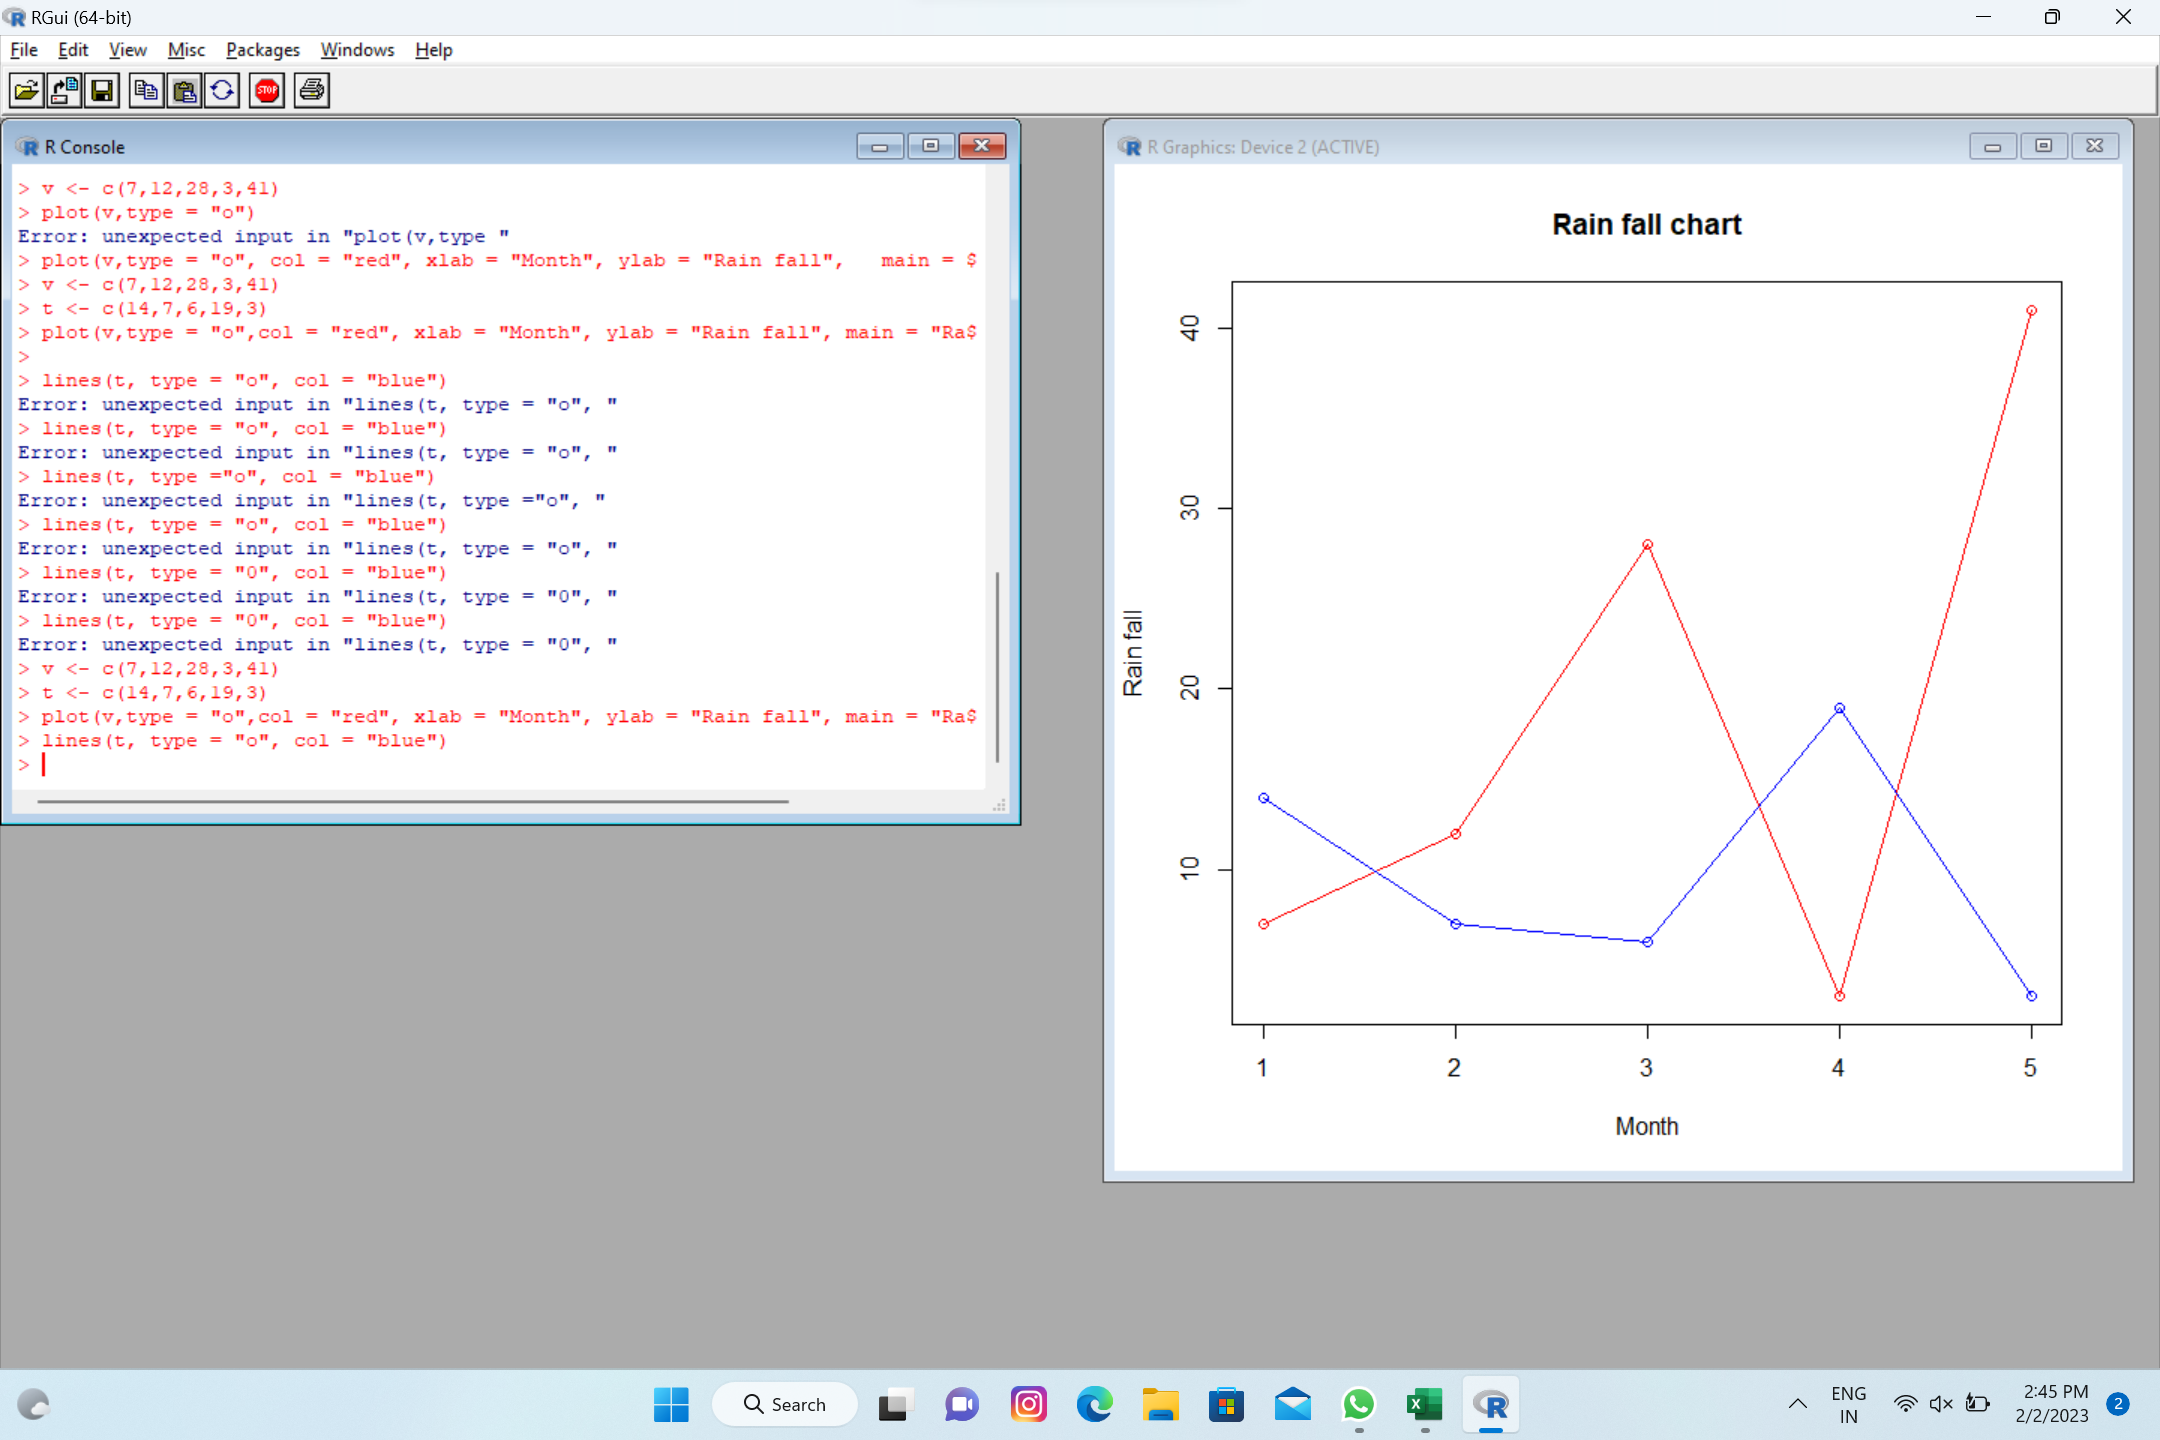 RGui (64-bit)
File Edit View Misc Packages Windows Help
STOP
R Console
> v <- c(7,12,28,3,41)
> plot(v,type = "o")
Error: unexpected input in "plot(v,type "
> plot(v,type = "o", col = "red", xlab = "Month", ylab = "Rain fall",   main = $
> v <- c(7,12,28,3,41)
> t <- c(14,7,6,19,3)
> plot(v,type = "o",col = "red", xlab = "Month", ylab = "Rain fall", main = "Ra$
>
> lines(t, type = "o", col = "blue")
Error: unexpected input in "lines(t, type = "o", "
> lines(t, type = "o", col = "blue")
Error: unexpected input in "lines(t, type = "o", "
> lines(t, type ="o", col = "blue")
Error: unexpected input in "lines(t, type ="o", "
> lines(t, type = "o", col = "blue")
Error: unexpected input in "lines(t, type = "o", "
> lines(t, type = "O", col = "blue")
Error: unexpected input in "lines(t, type = "O", "
> lines(t, type = "O", col = "blue")
Error: unexpected input in "lines(t, type = "O", "
> v <- c(7,12,28,3,41)
> t <- c(14,7,6,19,3)
> plot(v,type = "o",col = "red", xlab = "Month", ylab = "Rain fall", main = "Ra$
> lines(t, type = "o", col = "blue")
>
R Graphics: Device 2 (ACTIVE)
Rain fall chart
40
30
20
10
Rain fall
1 2 3 4 5
Month
Search
ENG
IN
2:45 PM
2/2/2023
2